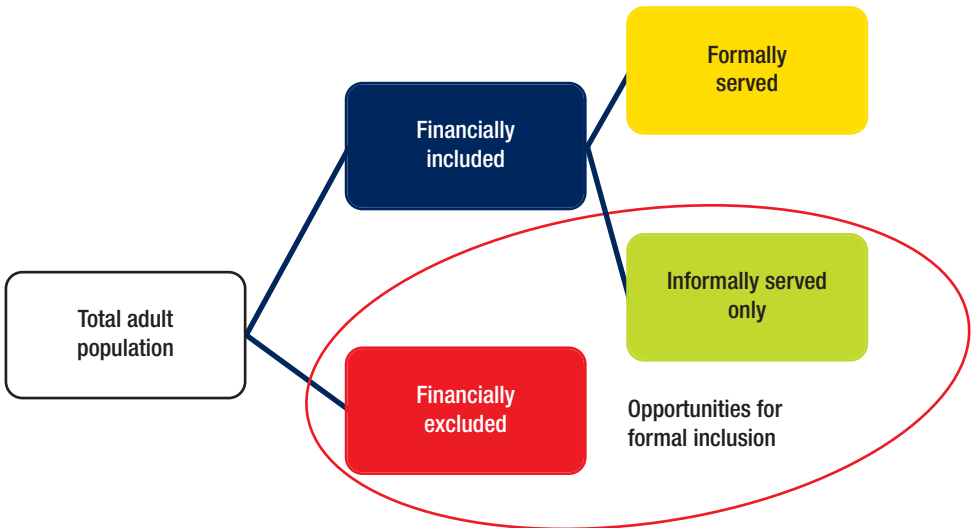 Formally
served
Financially
included
Informally served
only
Total adult
population
Financially
excluded
Opportunities for
formal inclusion